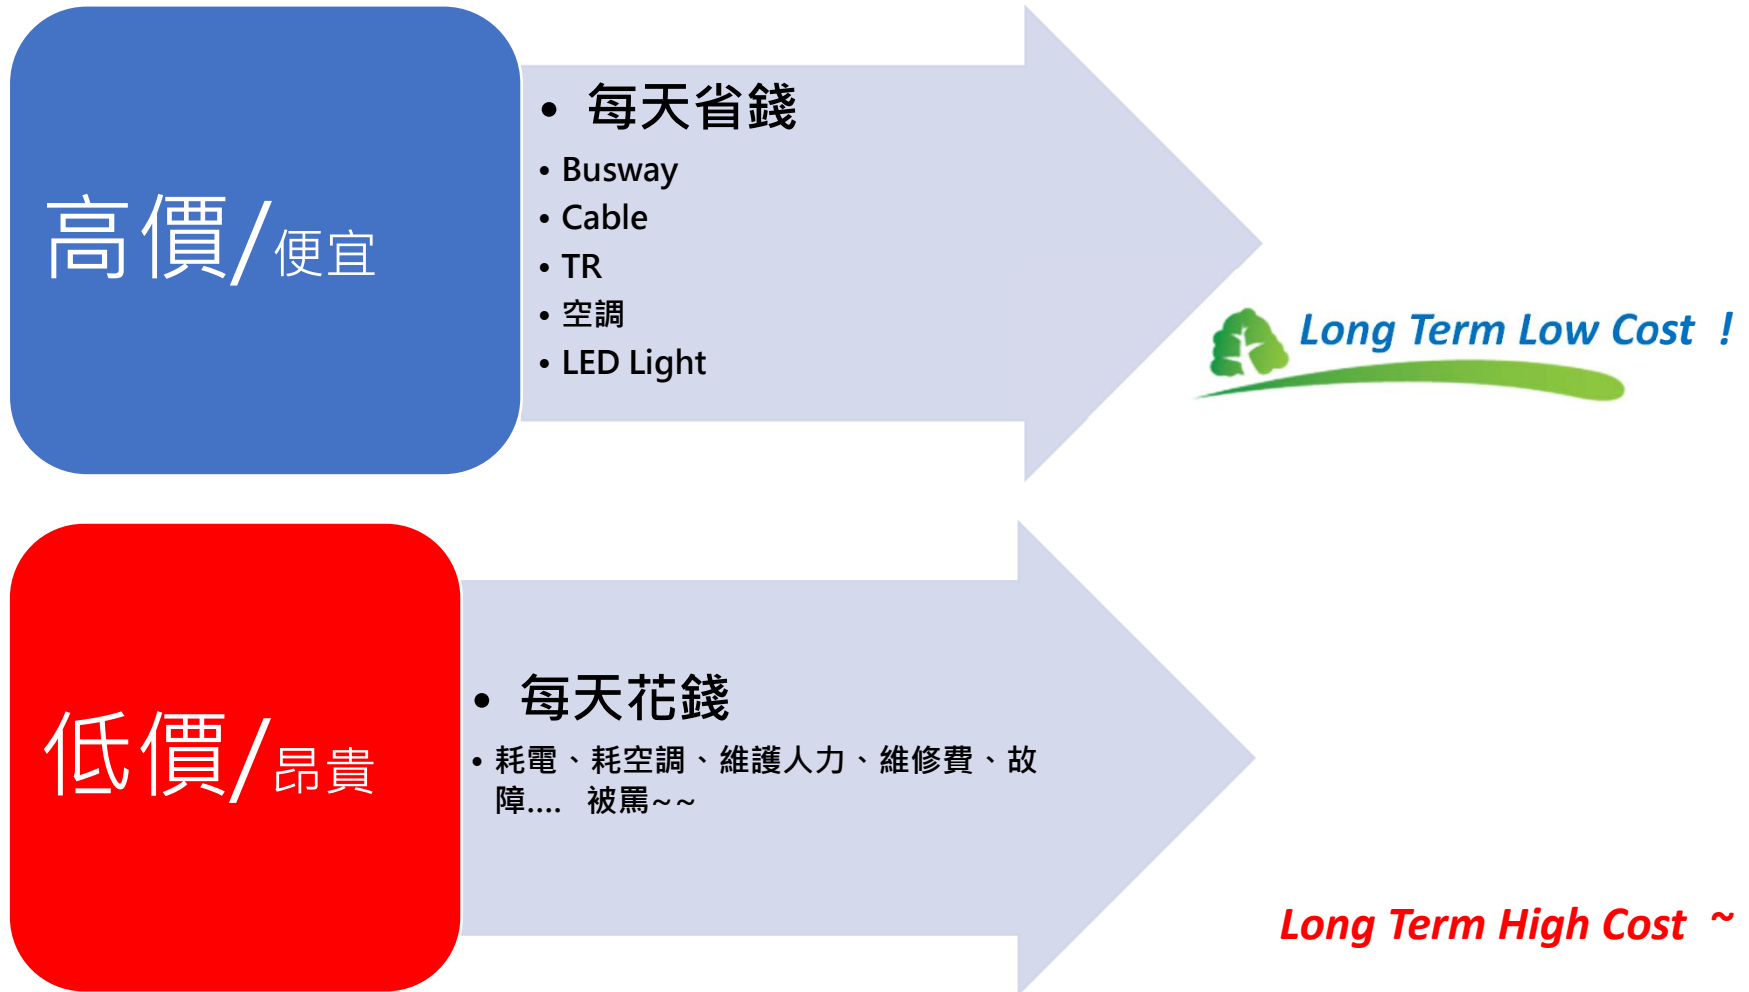 高價/便宜
• 每天省錢
• Busway
• Cable
• TR
• 空調
• LED Light
Long Term Low Cost !
低價/昂貴
• 每天花錢
• 耗電、耗空調、維護人力、維修費、故
障.... 被罵~~
Long Term High Cost ~